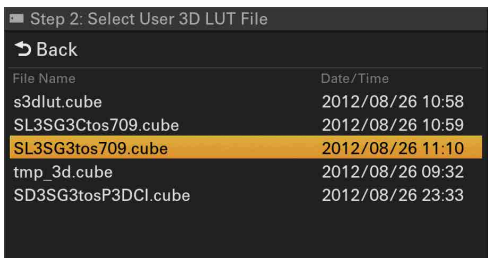 Step 2: Select User 3D LUT File
Back
File Name Date/Time
s3dlut.cube 2012/08/26 10:58
SL3SG3Ctos709.cube 2012/08/26 10:59
SL3SG3tos709.cube 2012/08/26 11:10
tmp_3d.cube 2012/08/26 09:32
SD3SG3tosP3DCI.cube 2012/08/26 23:33